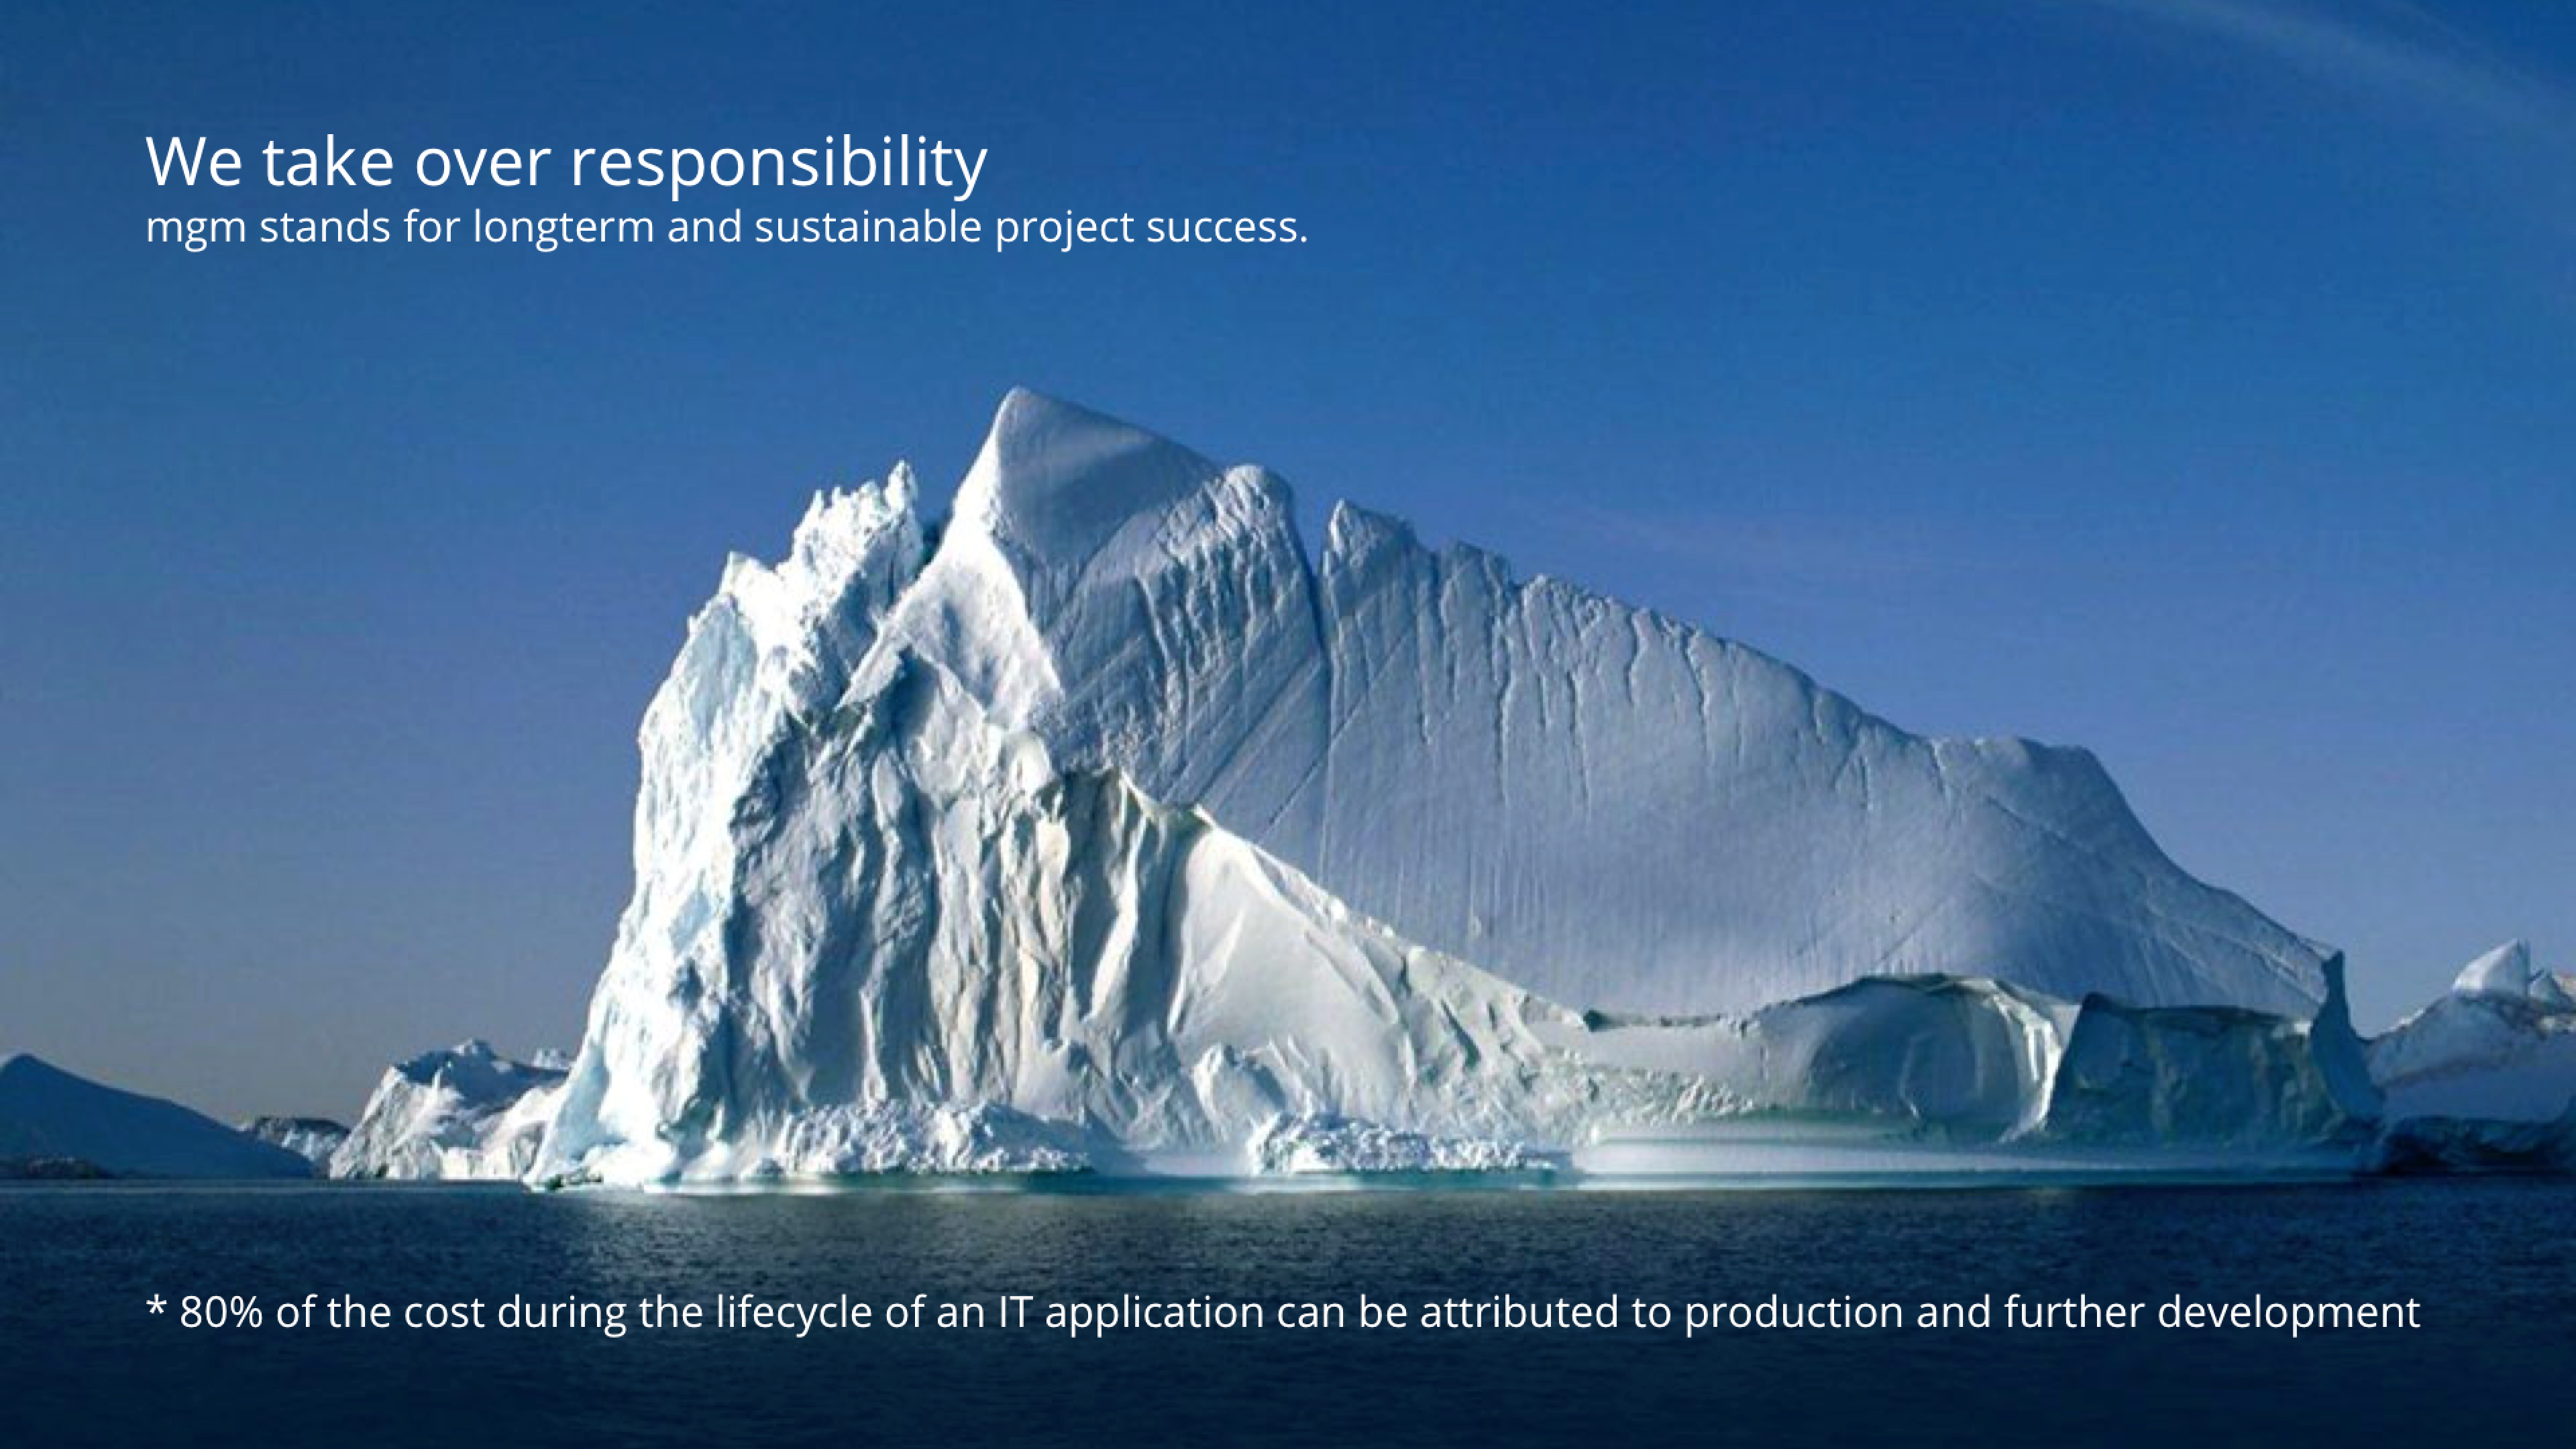 We take over responsibility
mgm stands for longterm and sustainable project success.
* 80% of the cost during the lifecycle of an IT application can be attributed to production and further development